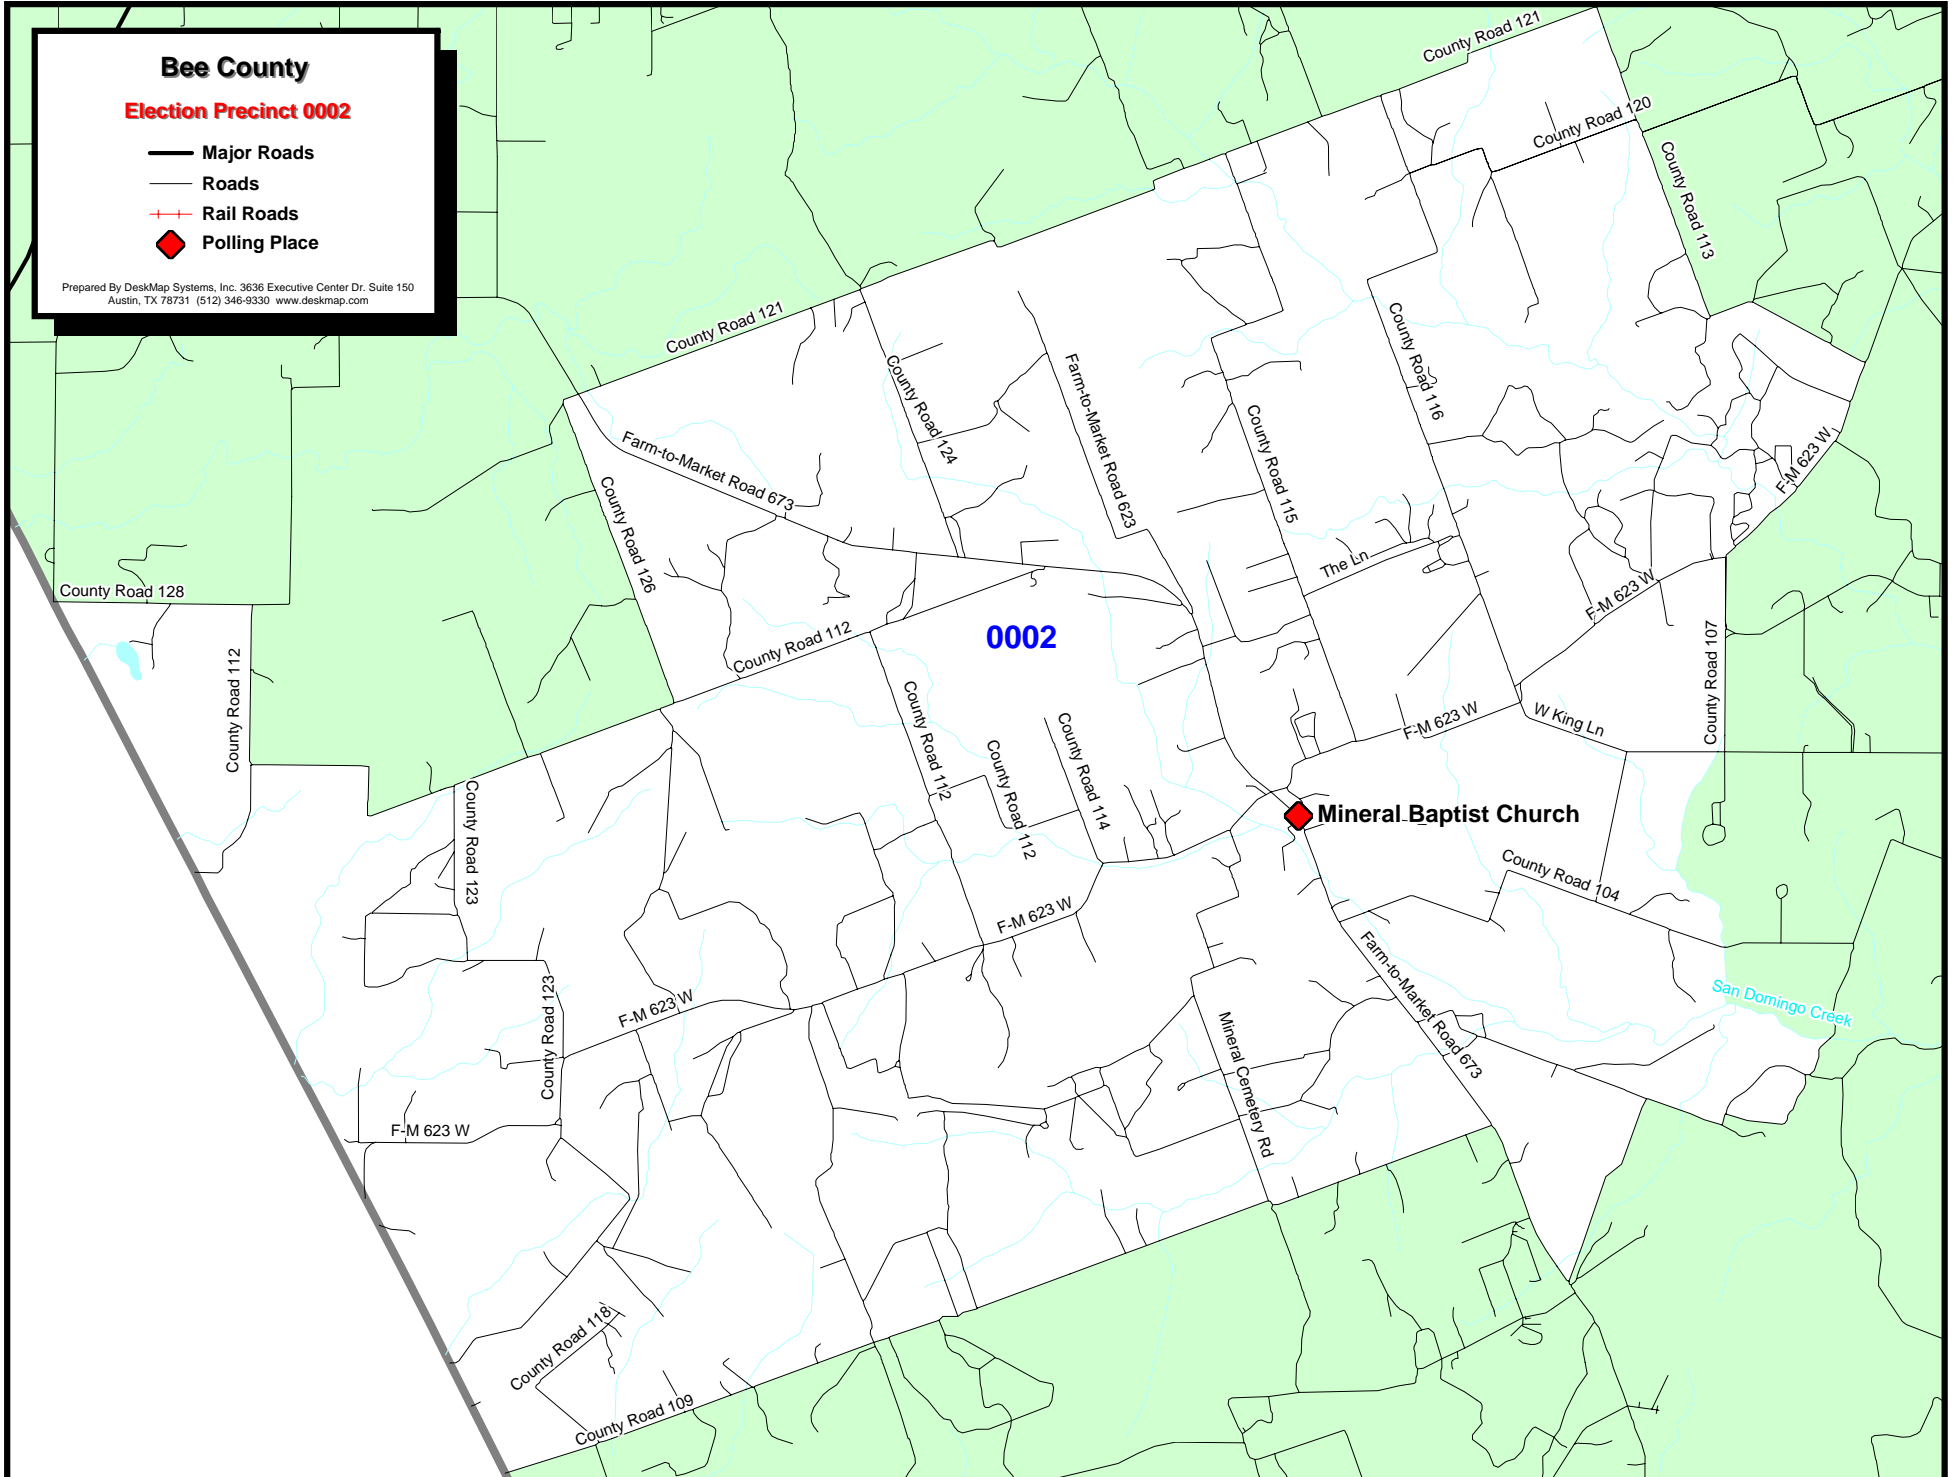 Bee County
Election Precinct 0002
Major Roads
Roads
Rail Roads
Polling Place
Prepared By DeskMap Systems, Inc. 3636 Executive Center Dr. Suite 150
Austin, TX 78731 (512) 346-9330 www.deskmap.com
County Road 121
County Road 120
County Road 113
County Road 121
County Road 124
Farm-to-Market Road 623
County Road 116
County Road 115
Farm-to-Market Road 673
County Road 126
F-M 623 W
The Ln
F-M 623 W
County Road 128
County Road 112
County Road 112
0002
County Road 107
County Road 112
County Road 112
County Road 114
F-M 623 W
W King Ln
County Road 123
Mineral Baptist Church
County Road 104
F-M 623 W
Farm-to-Market Road 673
San Domingo Creek
County Road 123
F-M 623 W
Mineral Cemetery Rd
F-M 623 W
County Road 118
County Road 109